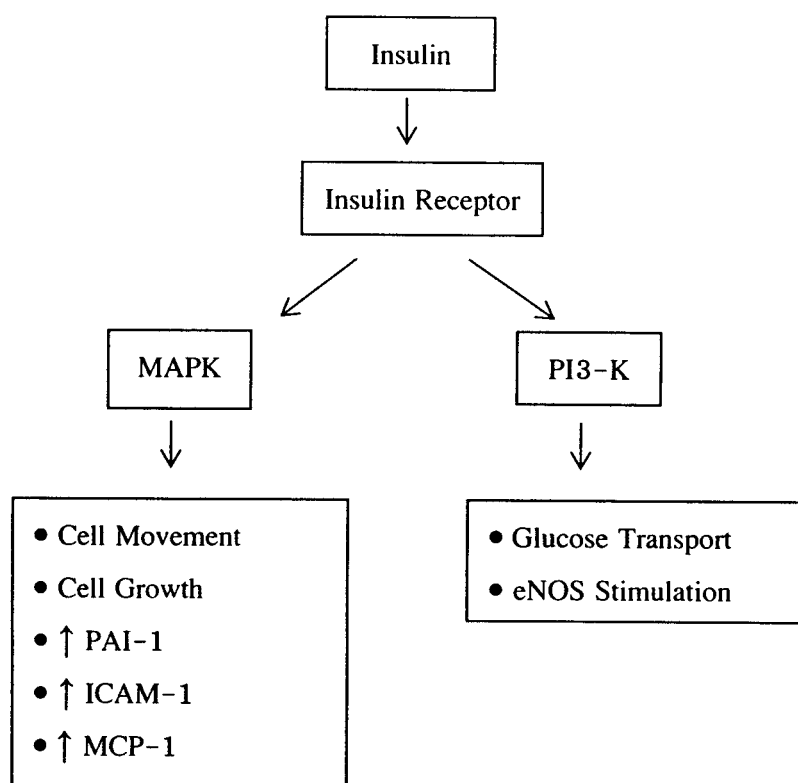 Insulin
Insulin Receptor
MAPK
PI3-K
● Cell Movement
● Cell Growth
● ↑ PAI-1
● ↑ ICAM-1
● ↑ MCP-1
● Glucose Transport
● eNOS Stimulation